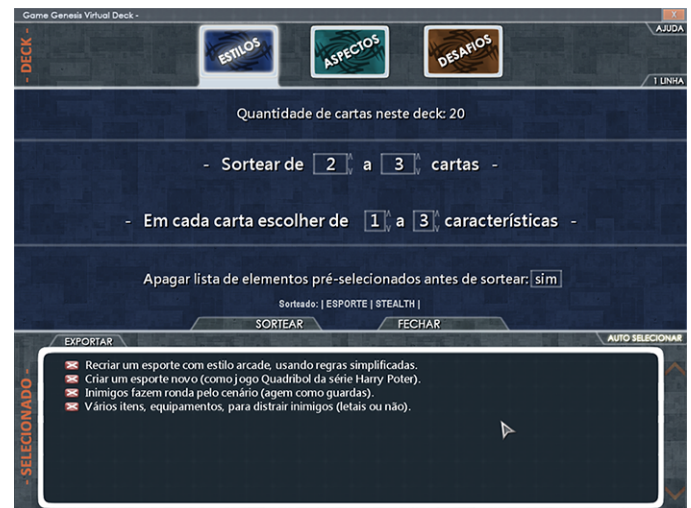 Game Genesis Virtual Deck -
X
AJUDA
- DECK -
ESTILOS
ASPECTOS
DESAFIOS
1 LINHA
Quantidade de cartas neste deck: 20
- Sortear de 2 a 3 cartas -
- Em cada carta escolher de 1 a 3 características -
Apagar lista de elementos pré-selecionados antes de sortear: sim
Sorteado: | ESPORTE | STEALTH |
SORTEAR
FECHAR
EXPORTAR
AUTO SELECIONAR
- SELECIONADO -
Recriar um esporte com estilo arcade, usando regras simplificadas.
Criar um esporte novo (como jogo Quadribol da série Harry Poter).
Inimigos fazem ronda pelo cenário (agem como guardas).
Vários itens, equipamentos, para distrair inimigos (letais ou não).